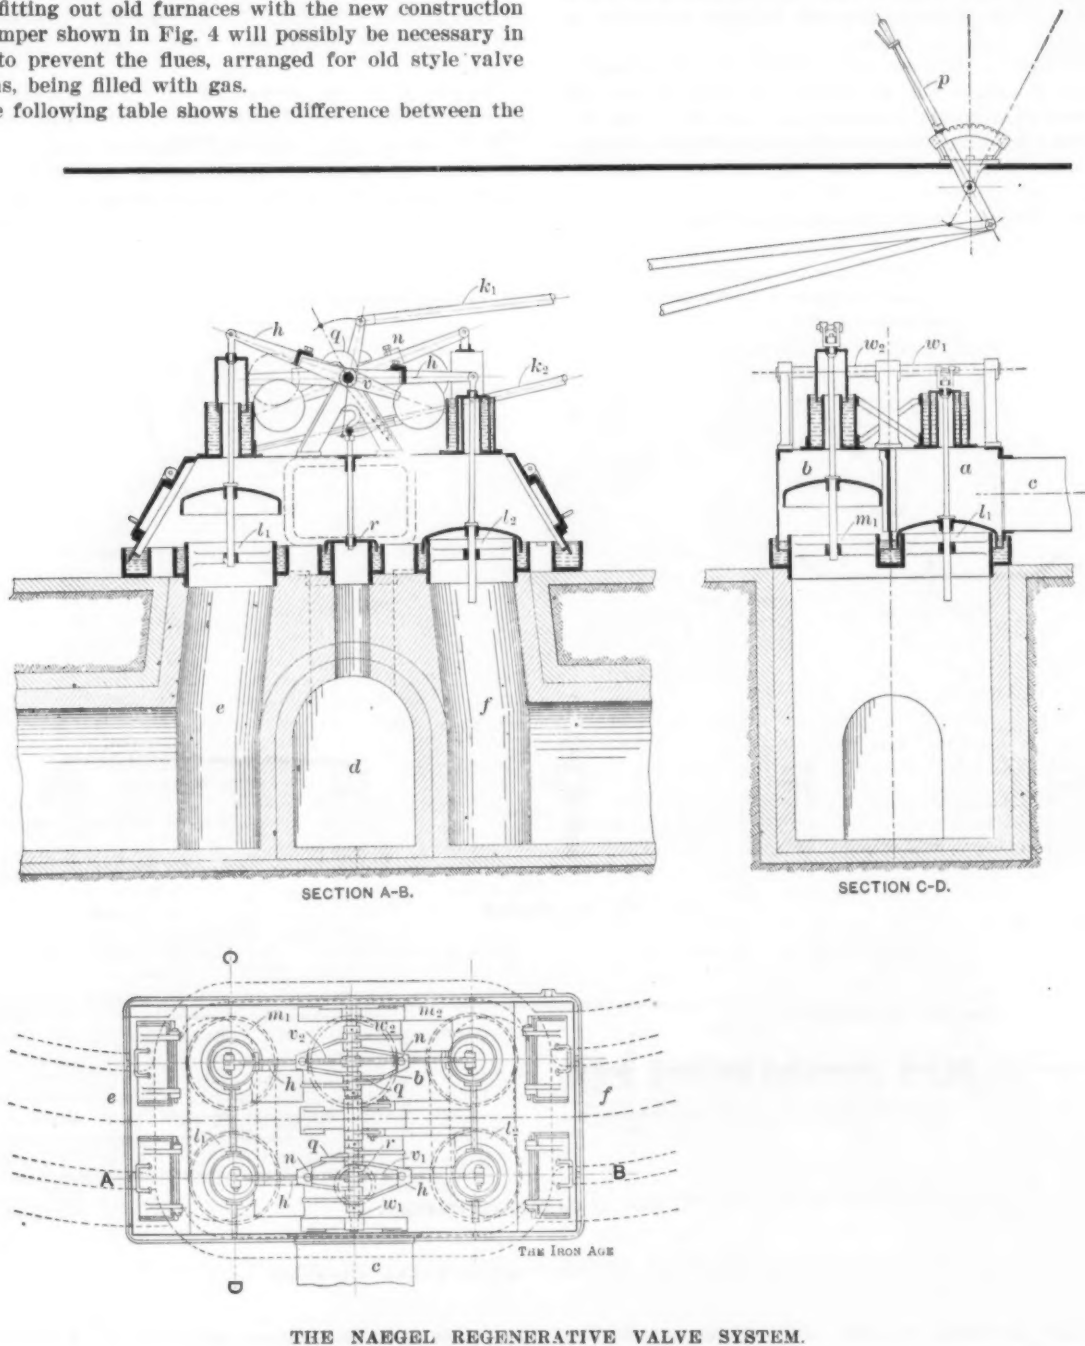 fitting out old furnaces with the new construction
mper shown in Fig. 4 will possibly be necessary in
to prevent the flues, arranged for old style valve
as, being filled with gas.
e following table shows the difference between the
p
k1
h
q
n
h
v
k2
l1
r
l2
e
f
d
SECTION A-B.
w2
w1
b
a
c
m1
l1
SECTION C-D.
C
m1
w2
m2
v2
n
e
h
b
q
f
l1
r
l
q
v1
A
n
B
h
h
w1
THE IRON AGE
c
D
THE NAEGEL REGENERATIVE VALVE SYSTEM.